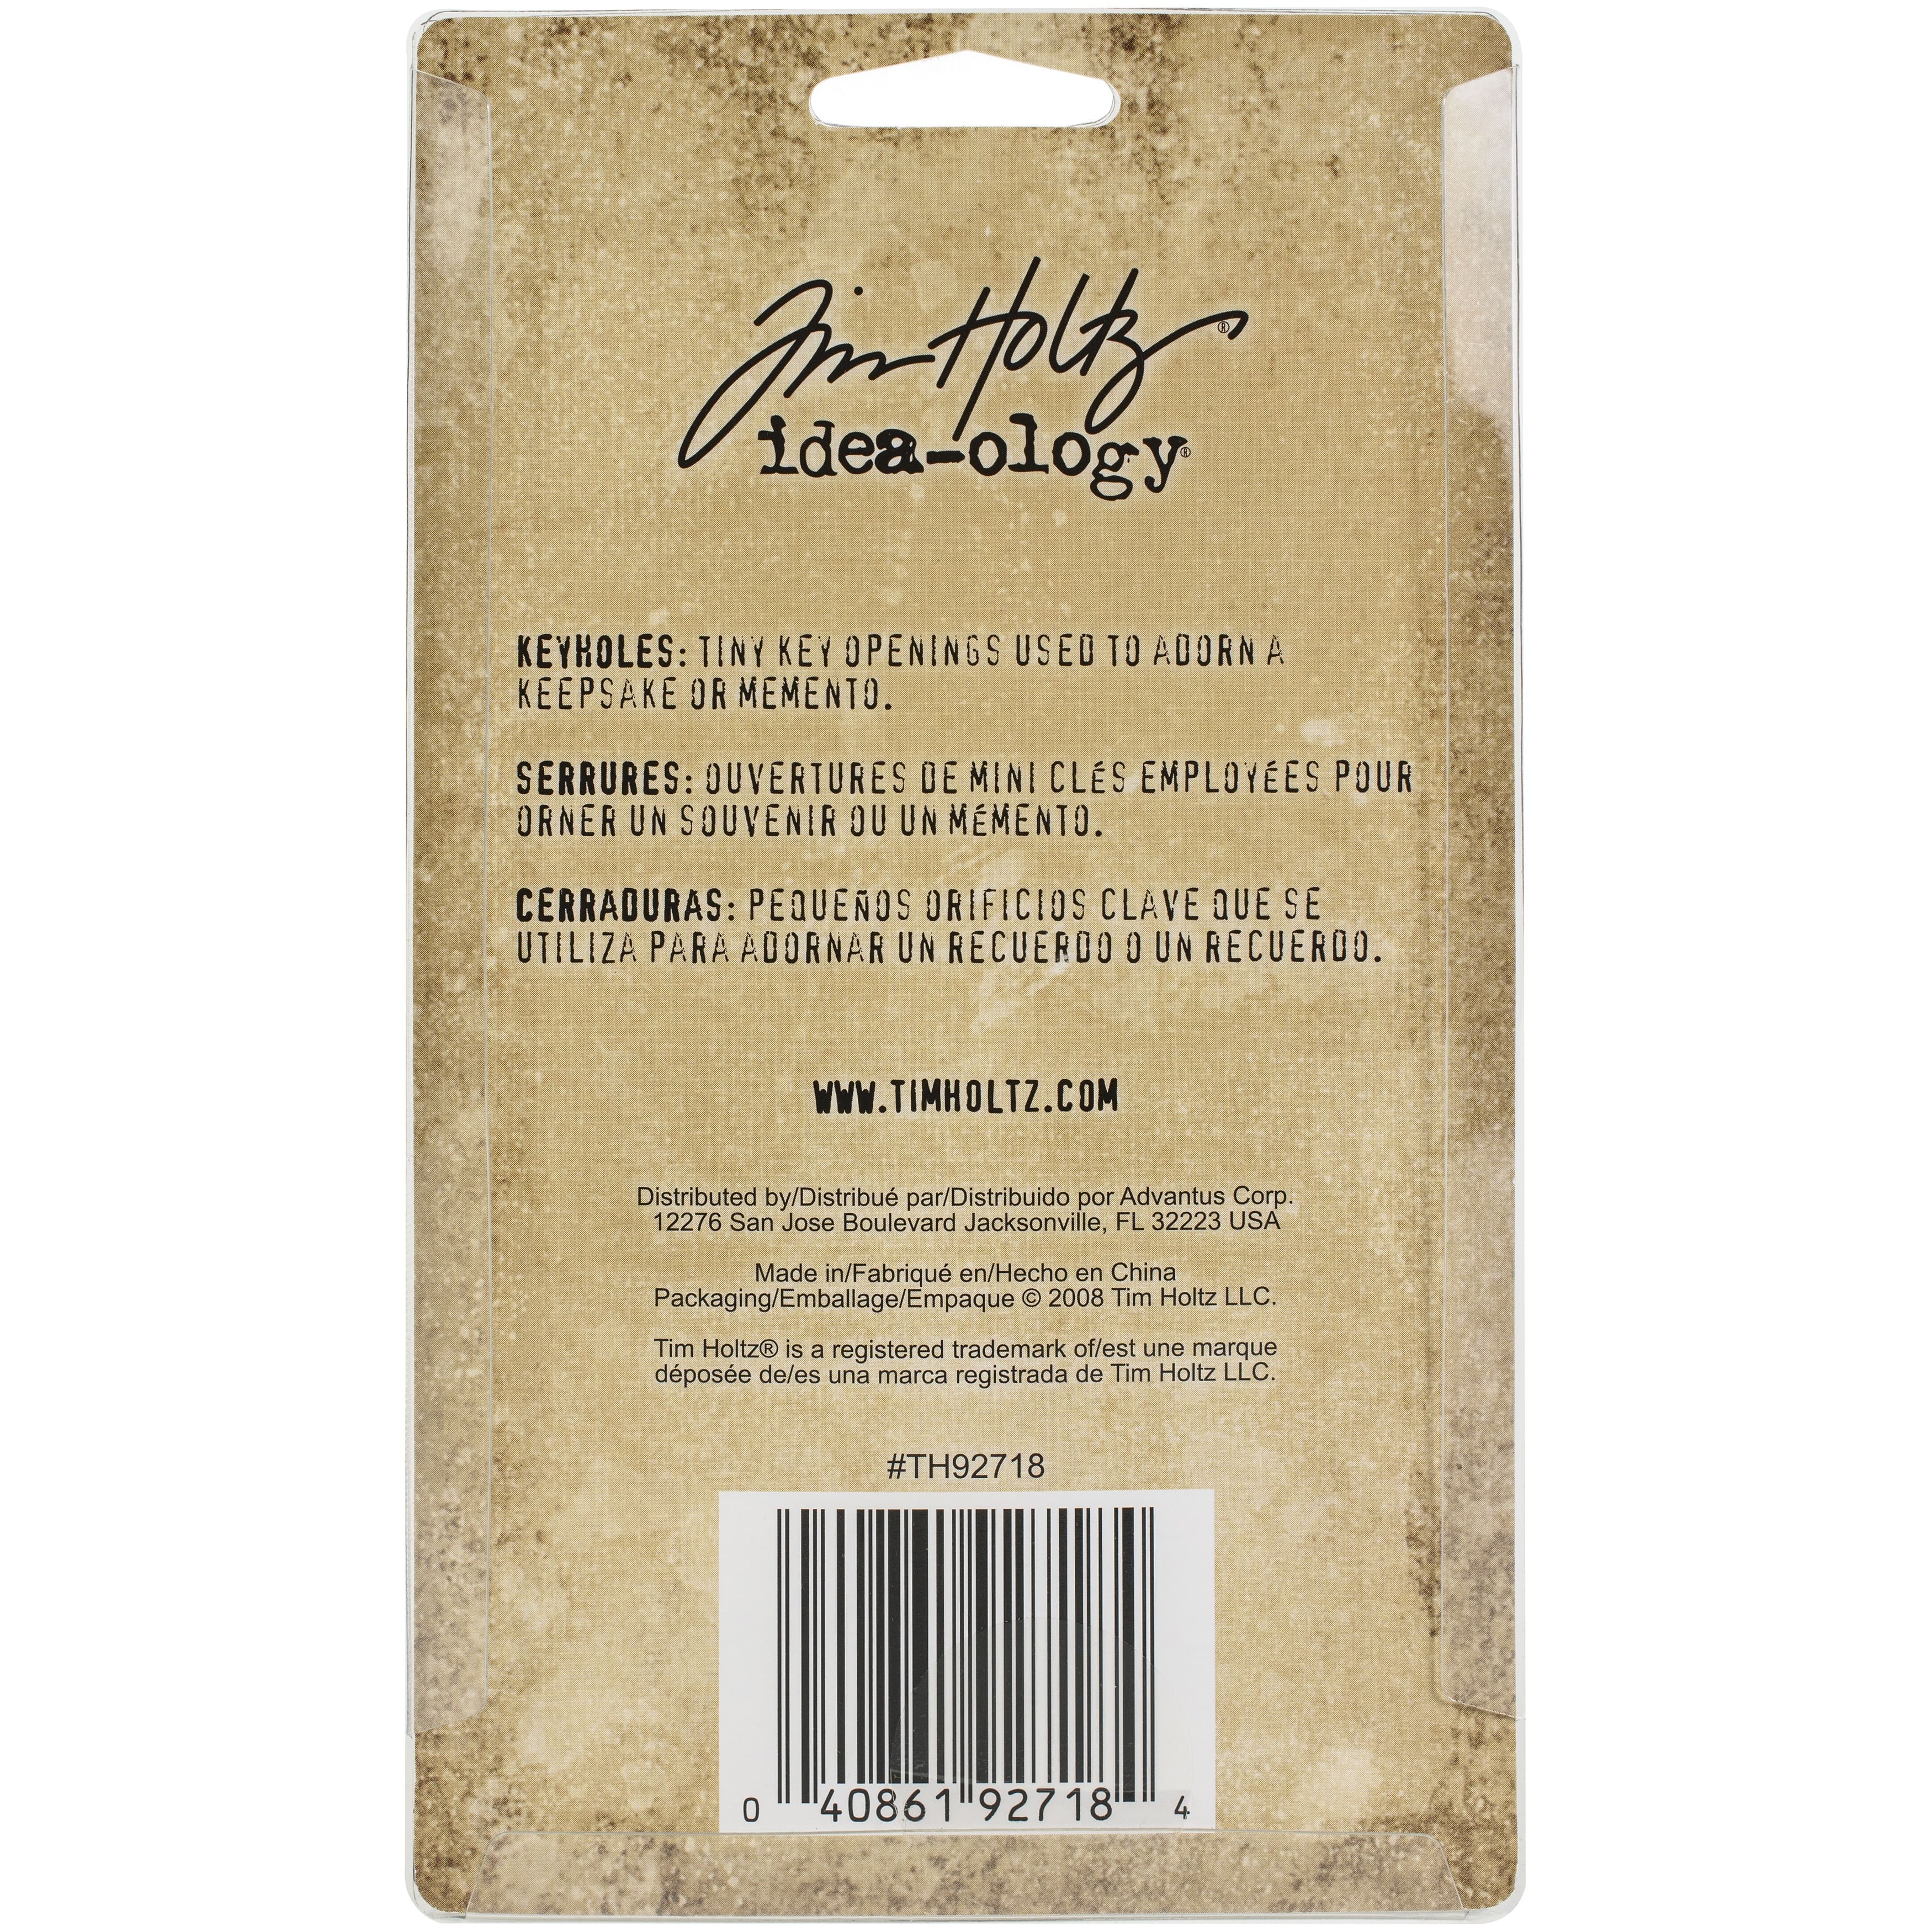 Tim Holtz®
idea-ology®
KEYHOLES: TINY KEY OPENINGS USED TO ADORN A
KEEPSAKE OR MEMENTO.
SERRURES: OUVERTURES DE MINI CLÉS EMPLOYÉES POUR
ORNER UN SOUVENIR OU UN MÉMENTO.
CERRADURAS: PEQUEÑOS ORIFICIOS CLAVE QUE SE
UTILIZA PARA ADORNAR UN RECUERDO O UN RECUERDO.
WWW.TIMHOLTZ.COM
Distributed by/Distribué par/Distribuido por Advantus Corp.
12276 San Jose Boulevard Jacksonville, FL 32223 USA
Made in/Fabriqué en/Hecho en China
Packaging/Emballage/Empaque © 2008 Tim Holtz LLC.
Tim Holtz® is a registered trademark of/est une marque
déposée de/es una marca registrada de Tim Holtz LLC.
#TH92718
0 40861 92718 4